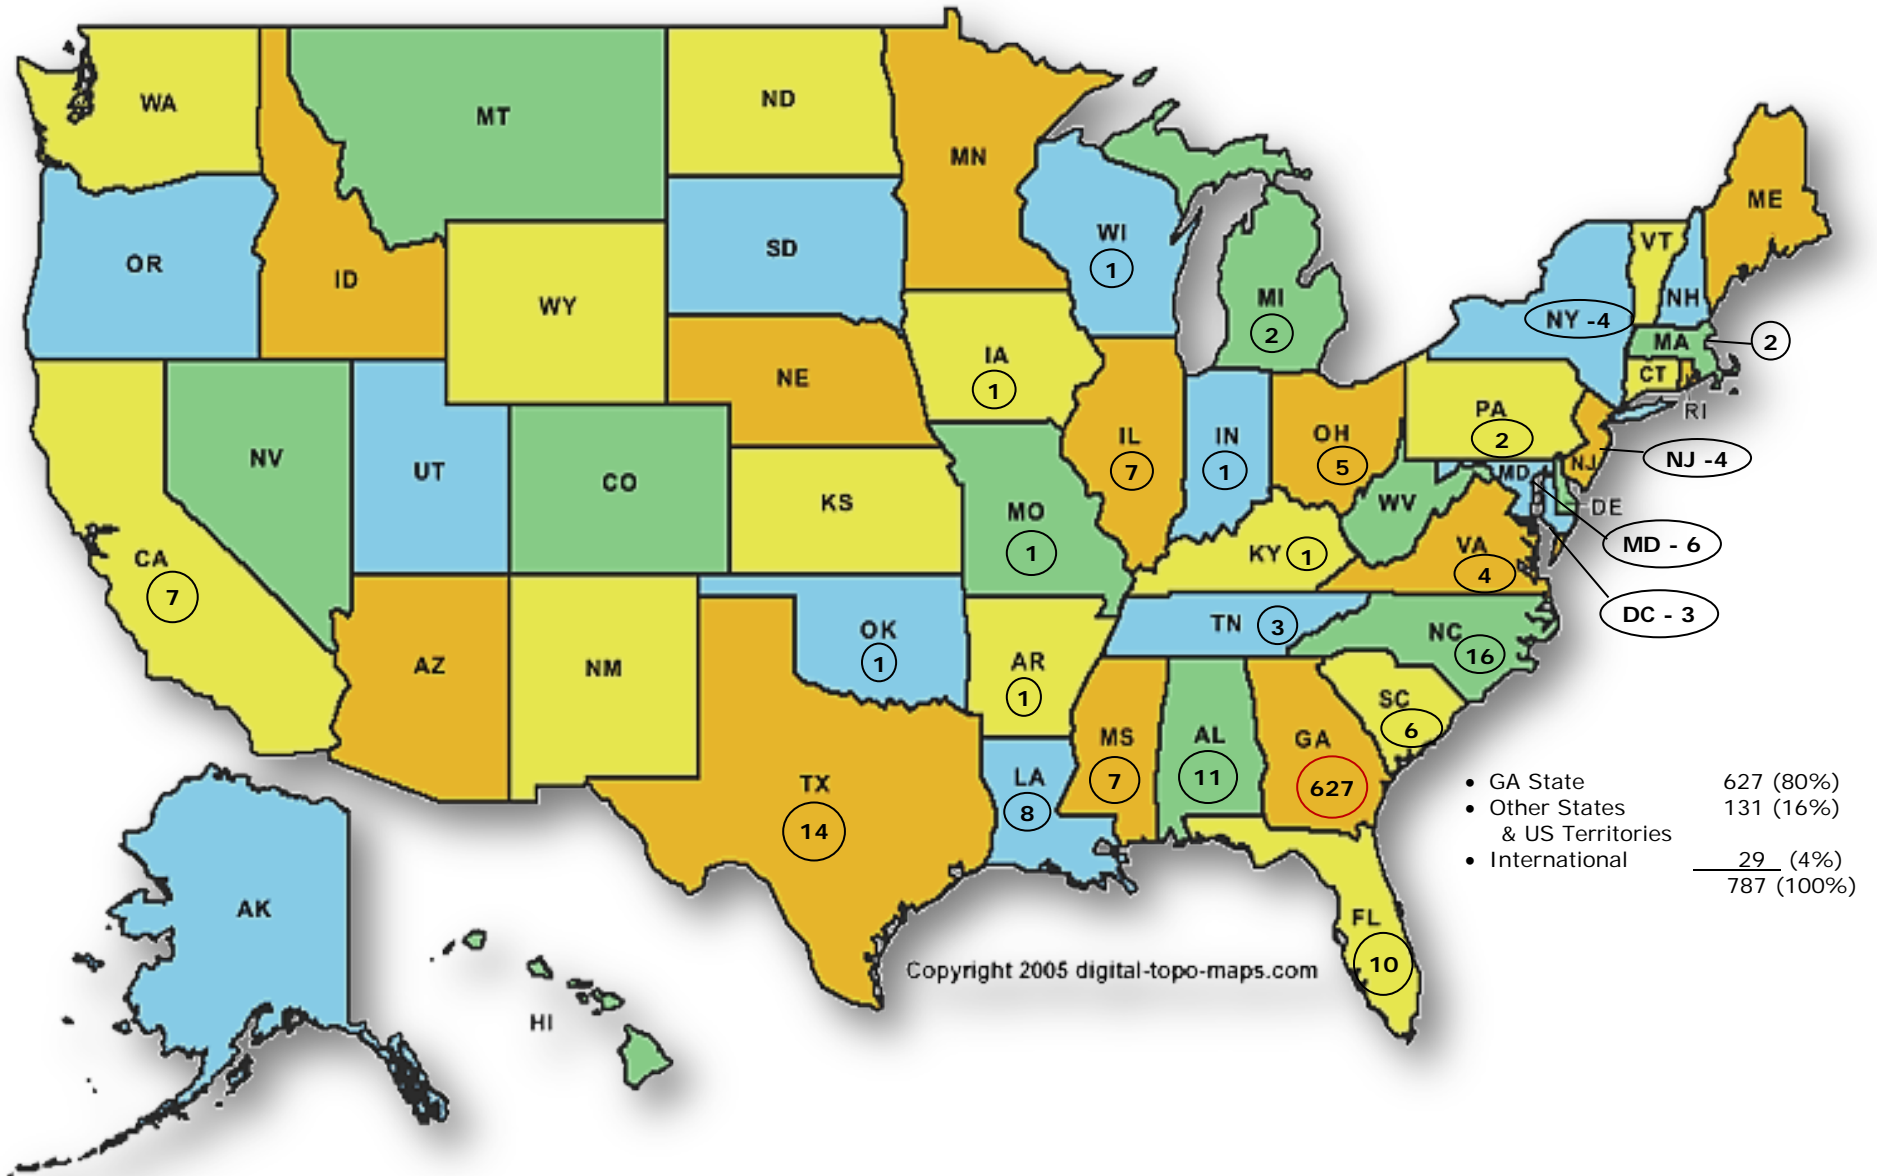 WA
MT
ND
MN
ME
OR
ID
SD
WI
1
VT
NH
WY
MI
2
NY -4
MA
2
NE
IA
1
CT
RI
PA
2
NV
UT
CO
KS
IL
7
IN
1
OH
5
NJ
NJ -4
MD
WV
DE
CA
7
MO
1
KY
1
VA
4
MD - 6
DC - 3
AZ
NM
OK
1
AR
1
TN
3
NC
16
SC
6
TX
14
LA
8
MS
7
AL
11
GA
627
• GA State 627 (80%)
• Other States 131 (16%)
& US Territories
• International 29 (4%)
787 (100%)
AK
HI
FL
10
Copyright 2005 digital-topo-maps.com